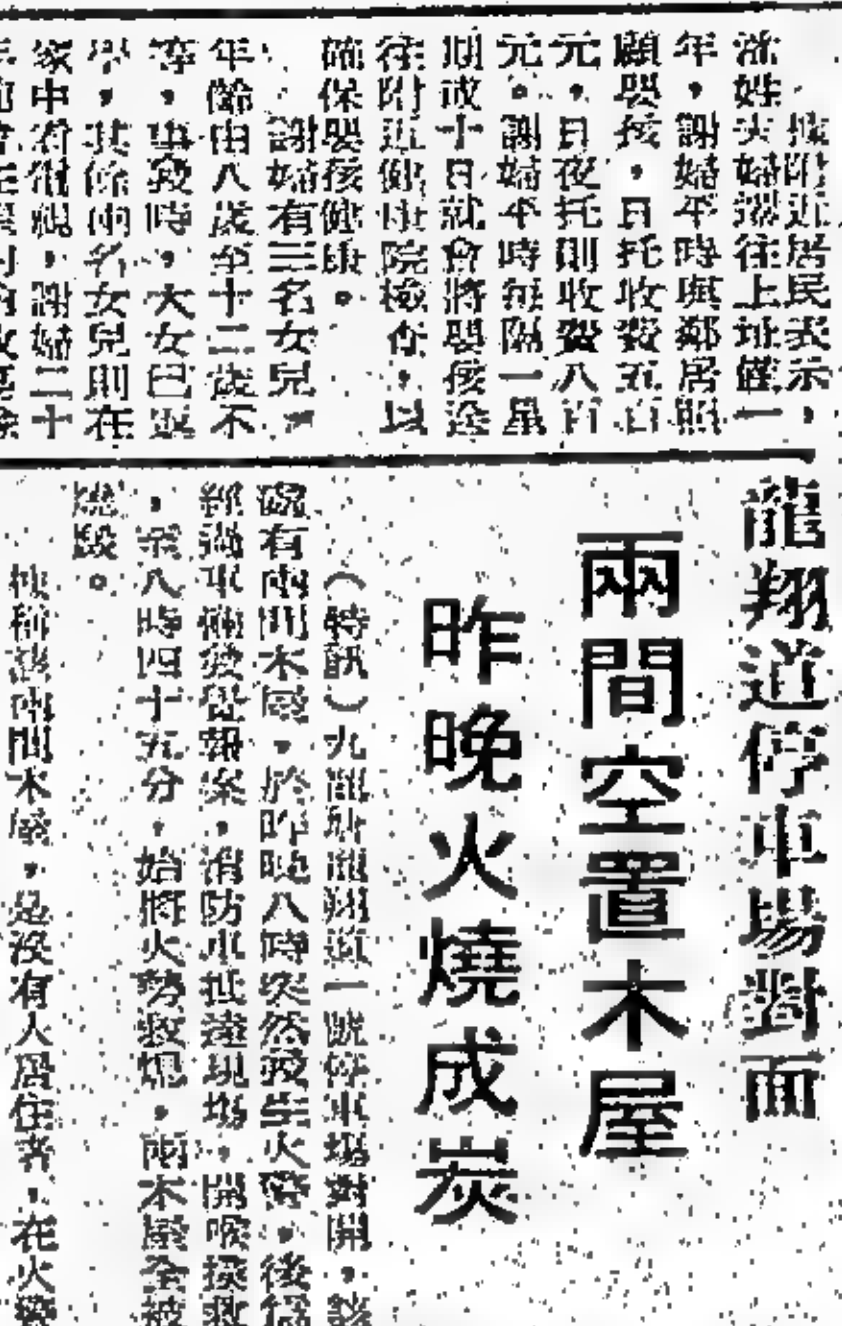 據附近居民表示，
姓夫婦搬往上址僅一
年，謝婦平時與鄰居照
顧嬰孩，日托收費五百
元，日夜托則收費八百
元。謝婦平時每隔一星
期或十日就會將嬰孩送
往附近健康院檢查，以
確保嬰孩健康。
謝婦有三名女兒，
年齡由八歲至十二歲不
等，事發時，大女已返
學，其餘兩名女兒則在
家中看電視，謝婦二十
龍翔道停車場對面
兩間空置木屋
昨晚火燒成炭
（特訊）九龍龍翔道一號停車場對開，該
處有兩間木屋，於昨晚八時突然發生火警，後經
經過車輛發覺報案，消防車抵達現場，開喉撲救
，至八時四十五分，始將火勢救熄，兩木屋全被
燒毀。
據稱該兩間木屋，是沒有人居住者，在火警